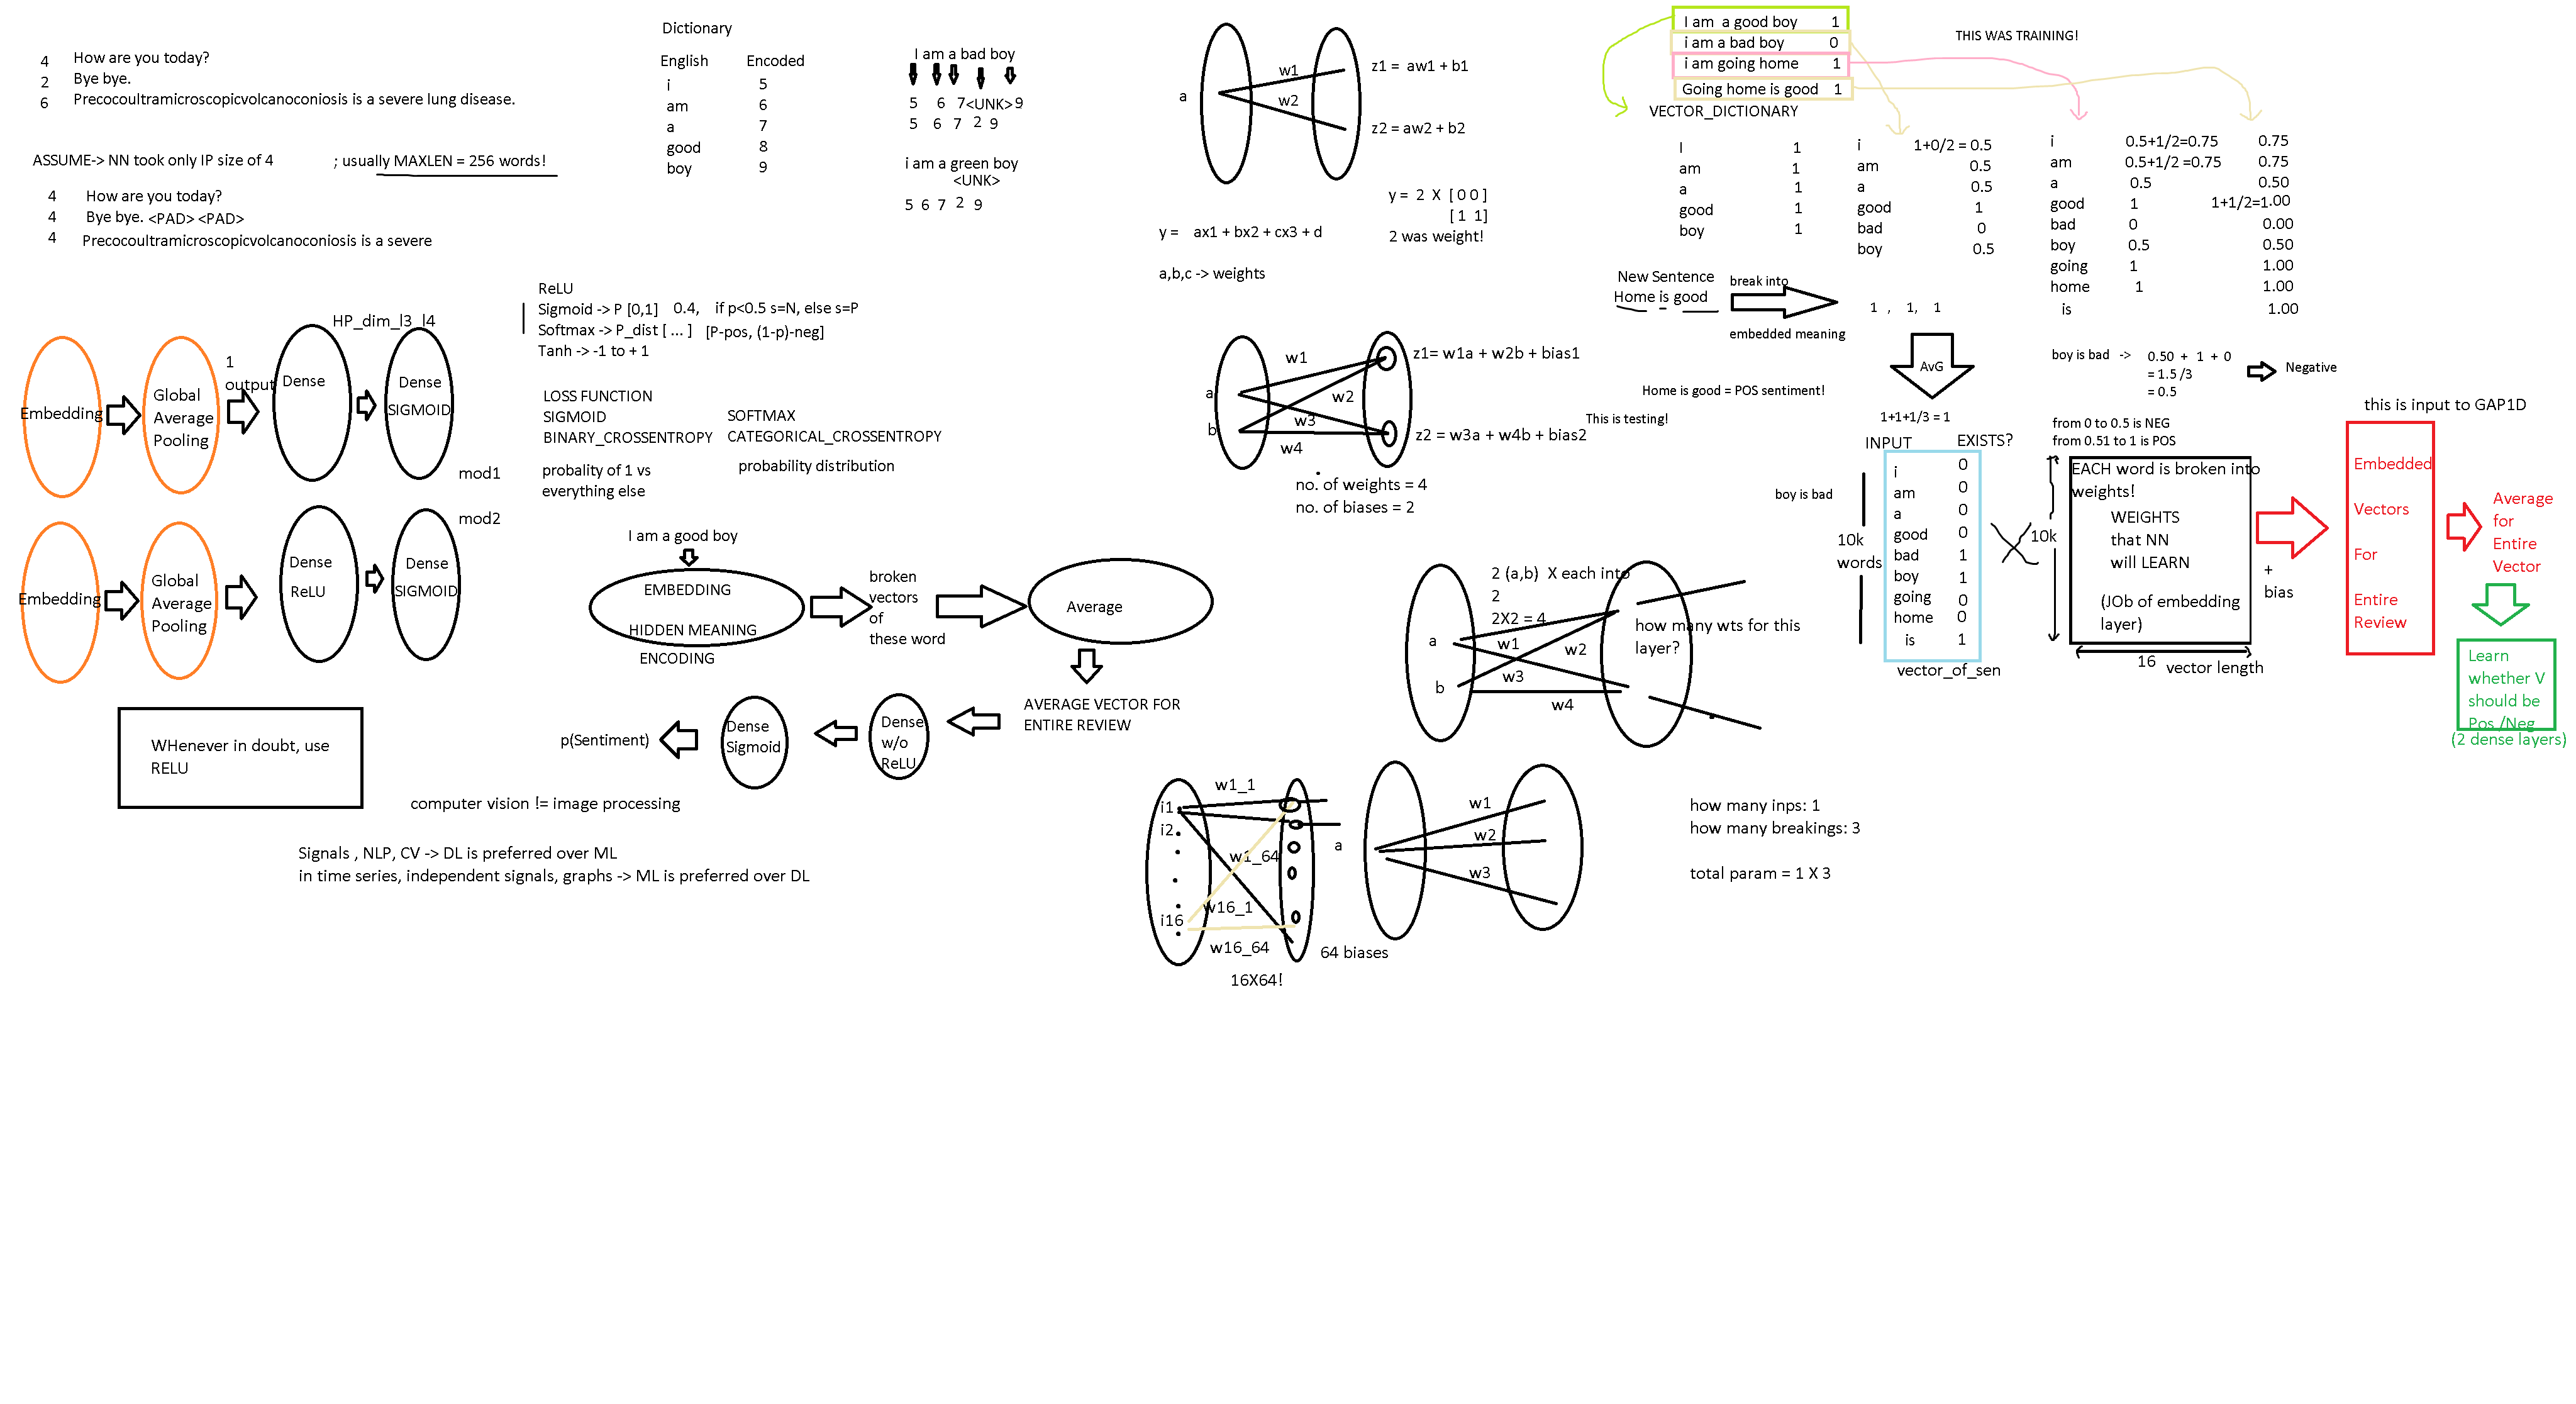 4 How are you today?
2 Bye bye.
6 Precocoultramicroscopicvolcanoconiosis is a severe lung disease.
ASSUME-> NN took only IP size of 4 ; usually MAXLEN = 256 words!
4 How are you today?
4 Bye bye. <PAD> <PAD>
4 Precocoultramicroscopicvolcanoconiosis is a severe
Dictionary
English Encoded
i 5
am 6
a 7
good 8
boy 9
I am a bad boy
5 6 7 <UNK> 9
5 6 7 2 9
i am a green boy
<UNK>
5 6 7 2 9
ReLU
Sigmoid -> P [0,1] 0.4, if p<0.5 s=N, else s=P
Softmax -> P_dist [ ... ] [P-pos, (1-p)-neg]
Tanh -> -1 to + 1
HP_dim_l3_l4
Embedding
Global
Average
Pooling
1
output
Dense
Dense
SIGMOID
mod1
LOSS FUNCTION
SIGMOID
BINARY_CROSSENTROPY
probality of 1 vs
everything else
SOFTMAX
CATEGORICAL_CROSSENTROPY
probability distribution
mod2
Embedding
Global
Average
Pooling
Dense
ReLU
Dense
SIGMOID
I am a good boy
EMBEDDING
HIDDEN MEANING
ENCODING
broken
vectors
of
these word
Average
AVERAGE VECTOR FOR
ENTIRE REVIEW
Dense
w/o
ReLU
Dense
Sigmoid
p(Sentiment)
WHenever in doubt, use
RELU
computer vision != image processing
Signals , NLP, CV -> DL is preferred over ML
in time series, independent signals, graphs -> ML is preferred over DL
a
w1
w2
z1 = aw1 + b1
z2 = aw2 + b2
y = 2 X [ 0 0 ]
[ 1 1]
2 was weight!
y = ax1 + bx2 + cx3 + d
a,b,c -> weights
a
b
w1
w2
w3
w4
z1= w1a + w2b + bias1
z2 = w3a + w4b + bias2
no. of weights = 4
no. of biases = 2
2 (a,b) X each into
2
2X2 = 4
a
b
w1
w2
w3
w4
how many wts for this
layer?
i1
i2
i16
w1_1
w1_64
w16_1
w16_64
16X64!
64 biases
a
w1
w2
w3
how many inps: 1
how many breakings: 3
total param = 1 X 3
I am a good boy 1
i am a bad boy 0
i am going home 1
Going home is good 1
THIS WAS TRAINING!
VECTOR_DICTIONARY
I 1
am 1
a 1
good 1
boy 1
i 1+0/2 = 0.5
am 0.5
a 0.5
good 1
bad 0
boy 0.5
i 0.5+1/2=0.75 0.75
am 0.5+1/2 =0.75 0.75
a 0.5 0.50
good 1 1+1/2=1.00
bad 0 0.00
boy 0.5 0.50
going 1 1.00
home 1 1.00
is 1.00
New Sentence
Home is good
break into
embedded meaning
1 , 1, 1
AvG
1+1+1/3 = 1
Home is good = POS sentiment!
This is testing!
boy is bad -> 0.50 + 1 + 0
= 1.5 /3
= 0.5
Negative
from 0 to 0.5 is NEG
from 0.51 to 1 is POS
INPUT EXISTS?
boy is bad
10k
words
i 0
am 0
a 0
good 0
bad 1
boy 1
going 0
home 0
is 1
vector_of_sen
10k
EACH word is broken into
weights!
WEIGHTS
that NN
will LEARN
(JOb of embedding
layer)
16 vector length
+
bias
this is input to GAP1D
Embedded
Vectors
For
Entire
Review
Average
for
Entire
Vector
Learn
whether V
should be
Pos /Neg
(2 dense layers)